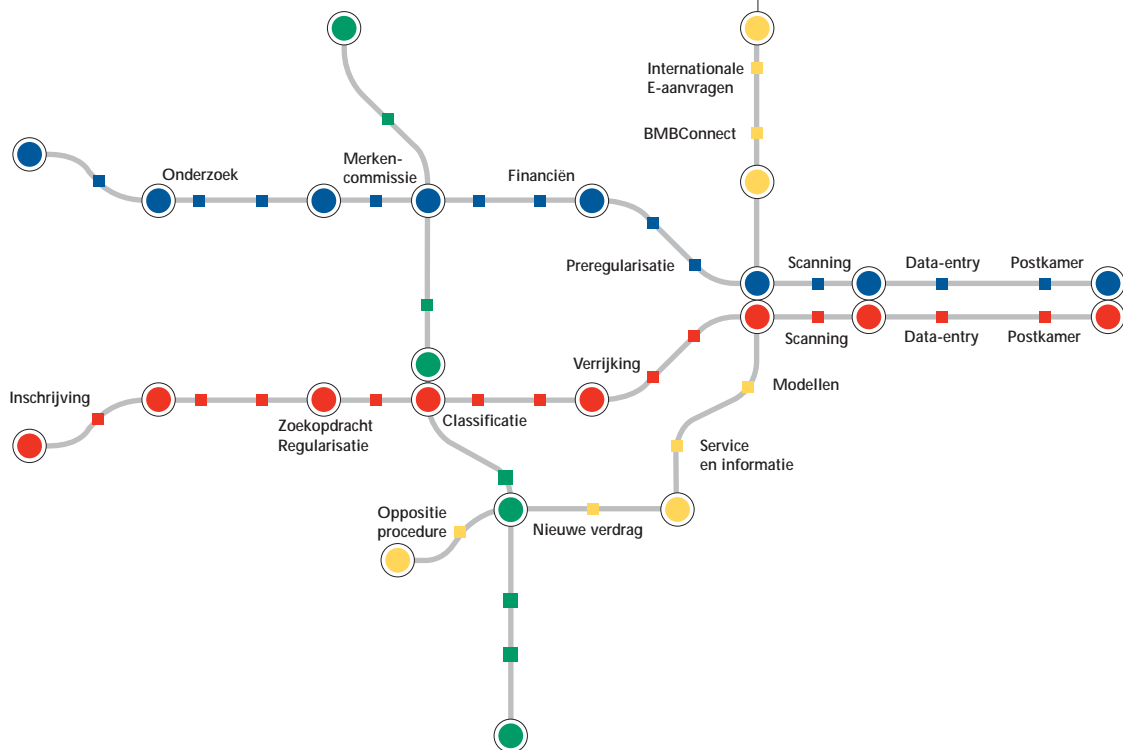 Internationale
E-aanvragen
BMBConnect
Onderzoek
Merken-
commissie
Financiën
Preregularisatie
Scanning
Data-entry
Postkamer
Scanning
Data-entry
Postkamer
Verrijking
Modellen
Inschrijving
Zoekopdracht
Regularisatie
Classificatie
Service
en informatie
Oppositie
procedure
Nieuwe verdrag